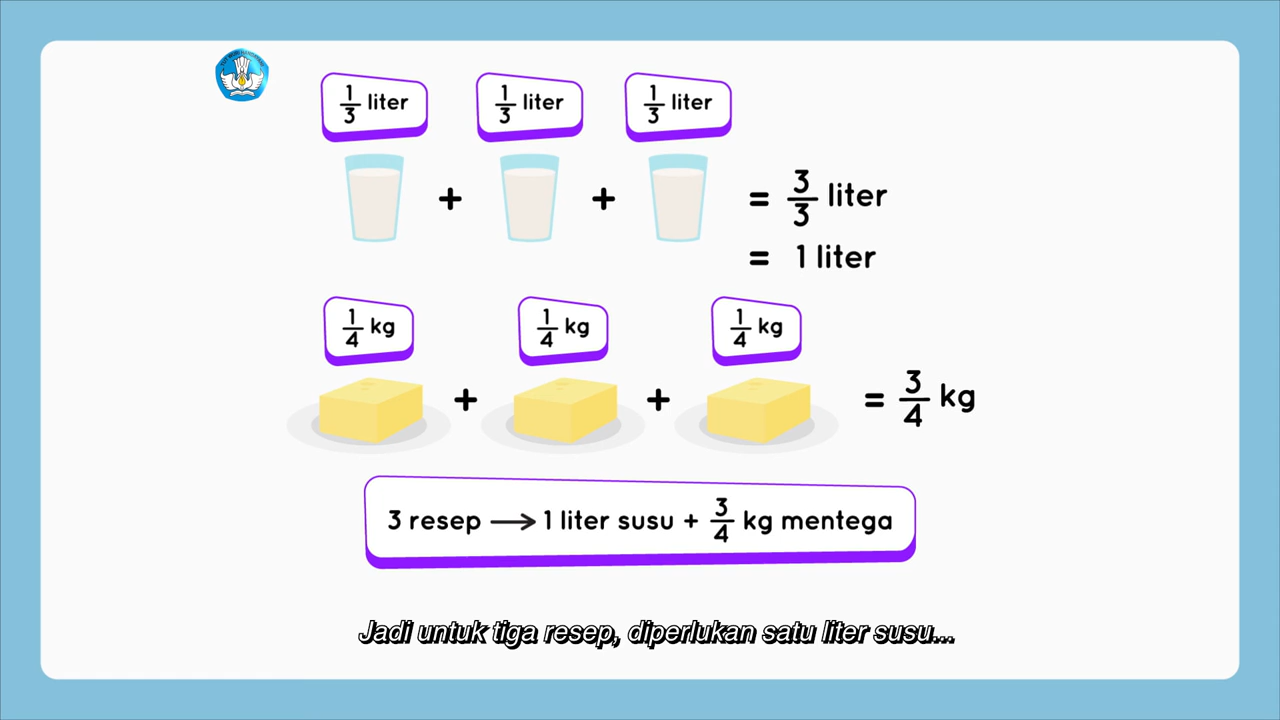 1/3 liter 1/3 liter 1/3 liter
+ + = 3/3 liter
= 1 liter
1/4 kg 1/4 kg 1/4 kg
+ + = 3/4 kg
3 resep → 1 liter susu + 3/4 kg mentega
Jadi untuk tiga resep, diperlukan satu liter susu...